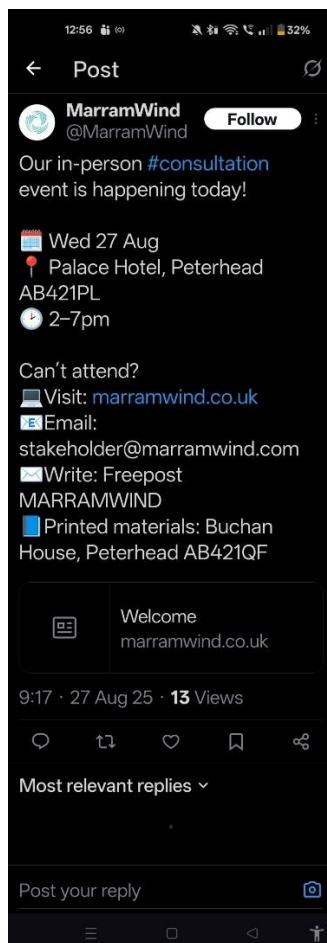 12:56 32%
Post
MarramWind
@MarramWind
Follow
Our in-person #consultation
event is happening today!
Wed 27 Aug
Palace Hotel, Peterhead
AB421PL
2–7pm
Can't attend?
Visit: marramwind.co.uk
Email:
stakeholder@marramwind.com
Write: Freepost
MARRAMWIND
Printed materials: Buchan
House, Peterhead AB421QF
Welcome
marramwind.co.uk
9:17 · 27 Aug 25 · 13 Views
Most relevant replies
Post your reply